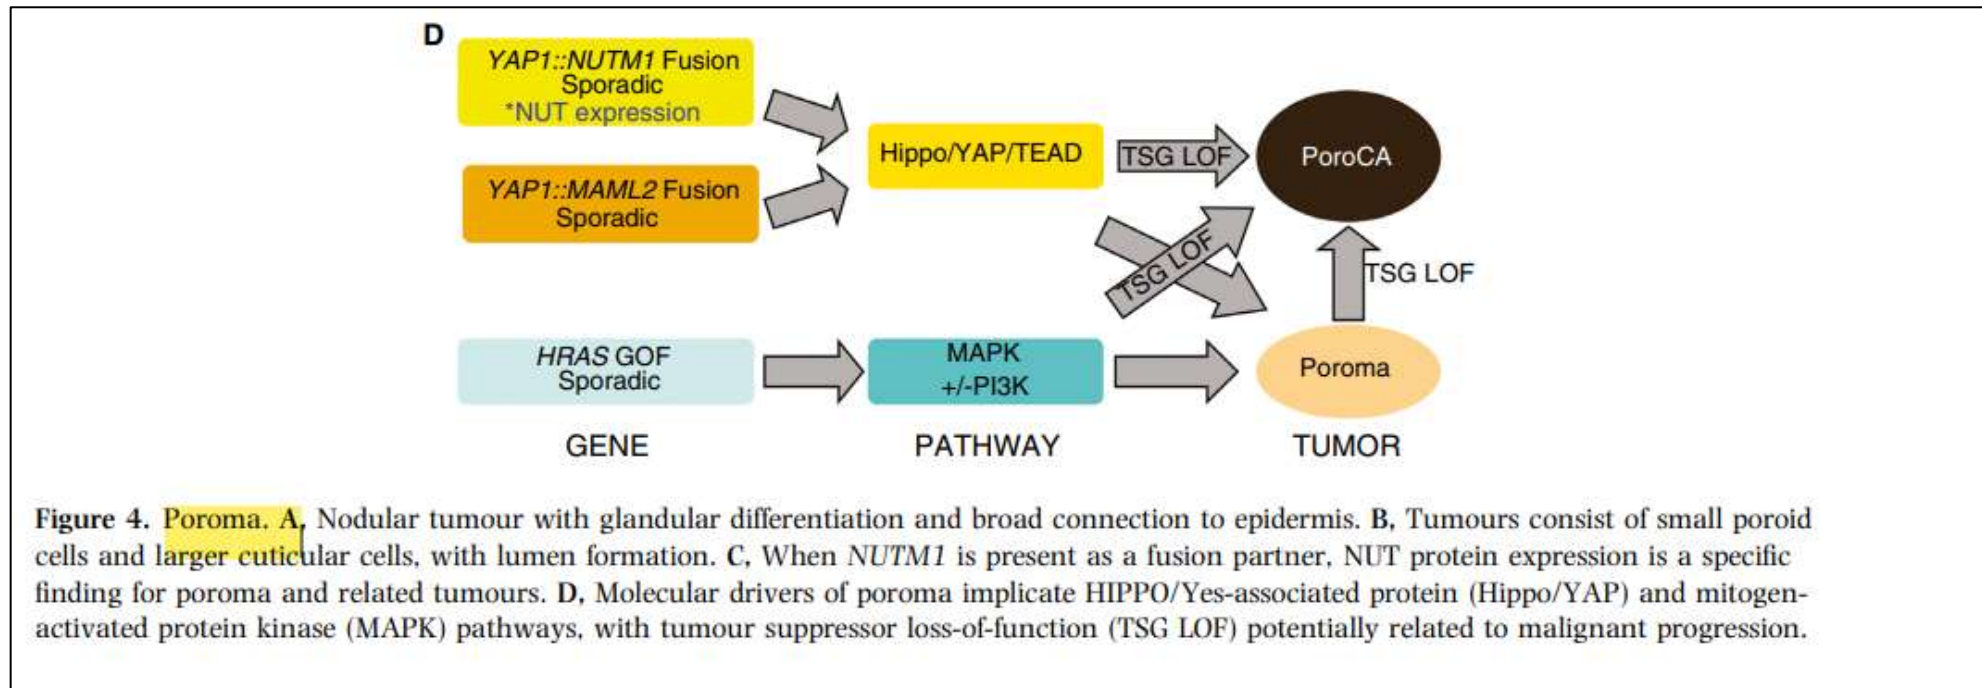 D
YAP1::NUTM1 Fusion
Sporadic
*NUT expression
YAP1::MAML2 Fusion
Sporadic
Hippo/YAP/TEAD
TSG LOF
PoroCA
TSG LOF
TSG LOF
HRAS GOF
Sporadic
MAPK
+/-PI3K
Poroma
GENE
PATHWAY
TUMOR
Figure 4. Poroma. A, Nodular tumour with glandular differentiation and broad connection to epidermis. B, Tumours consist of small poroid
cells and larger cuticular cells, with lumen formation. C, When NUTM1 is present as a fusion partner, NUT protein expression is a specific
finding for poroma and related tumours. D, Molecular drivers of poroma implicate HIPPO/Yes-associated protein (Hippo/YAP) and mitogen-
activated protein kinase (MAPK) pathways, with tumour suppressor loss-of-function (TSG LOF) potentially related to malignant progression.